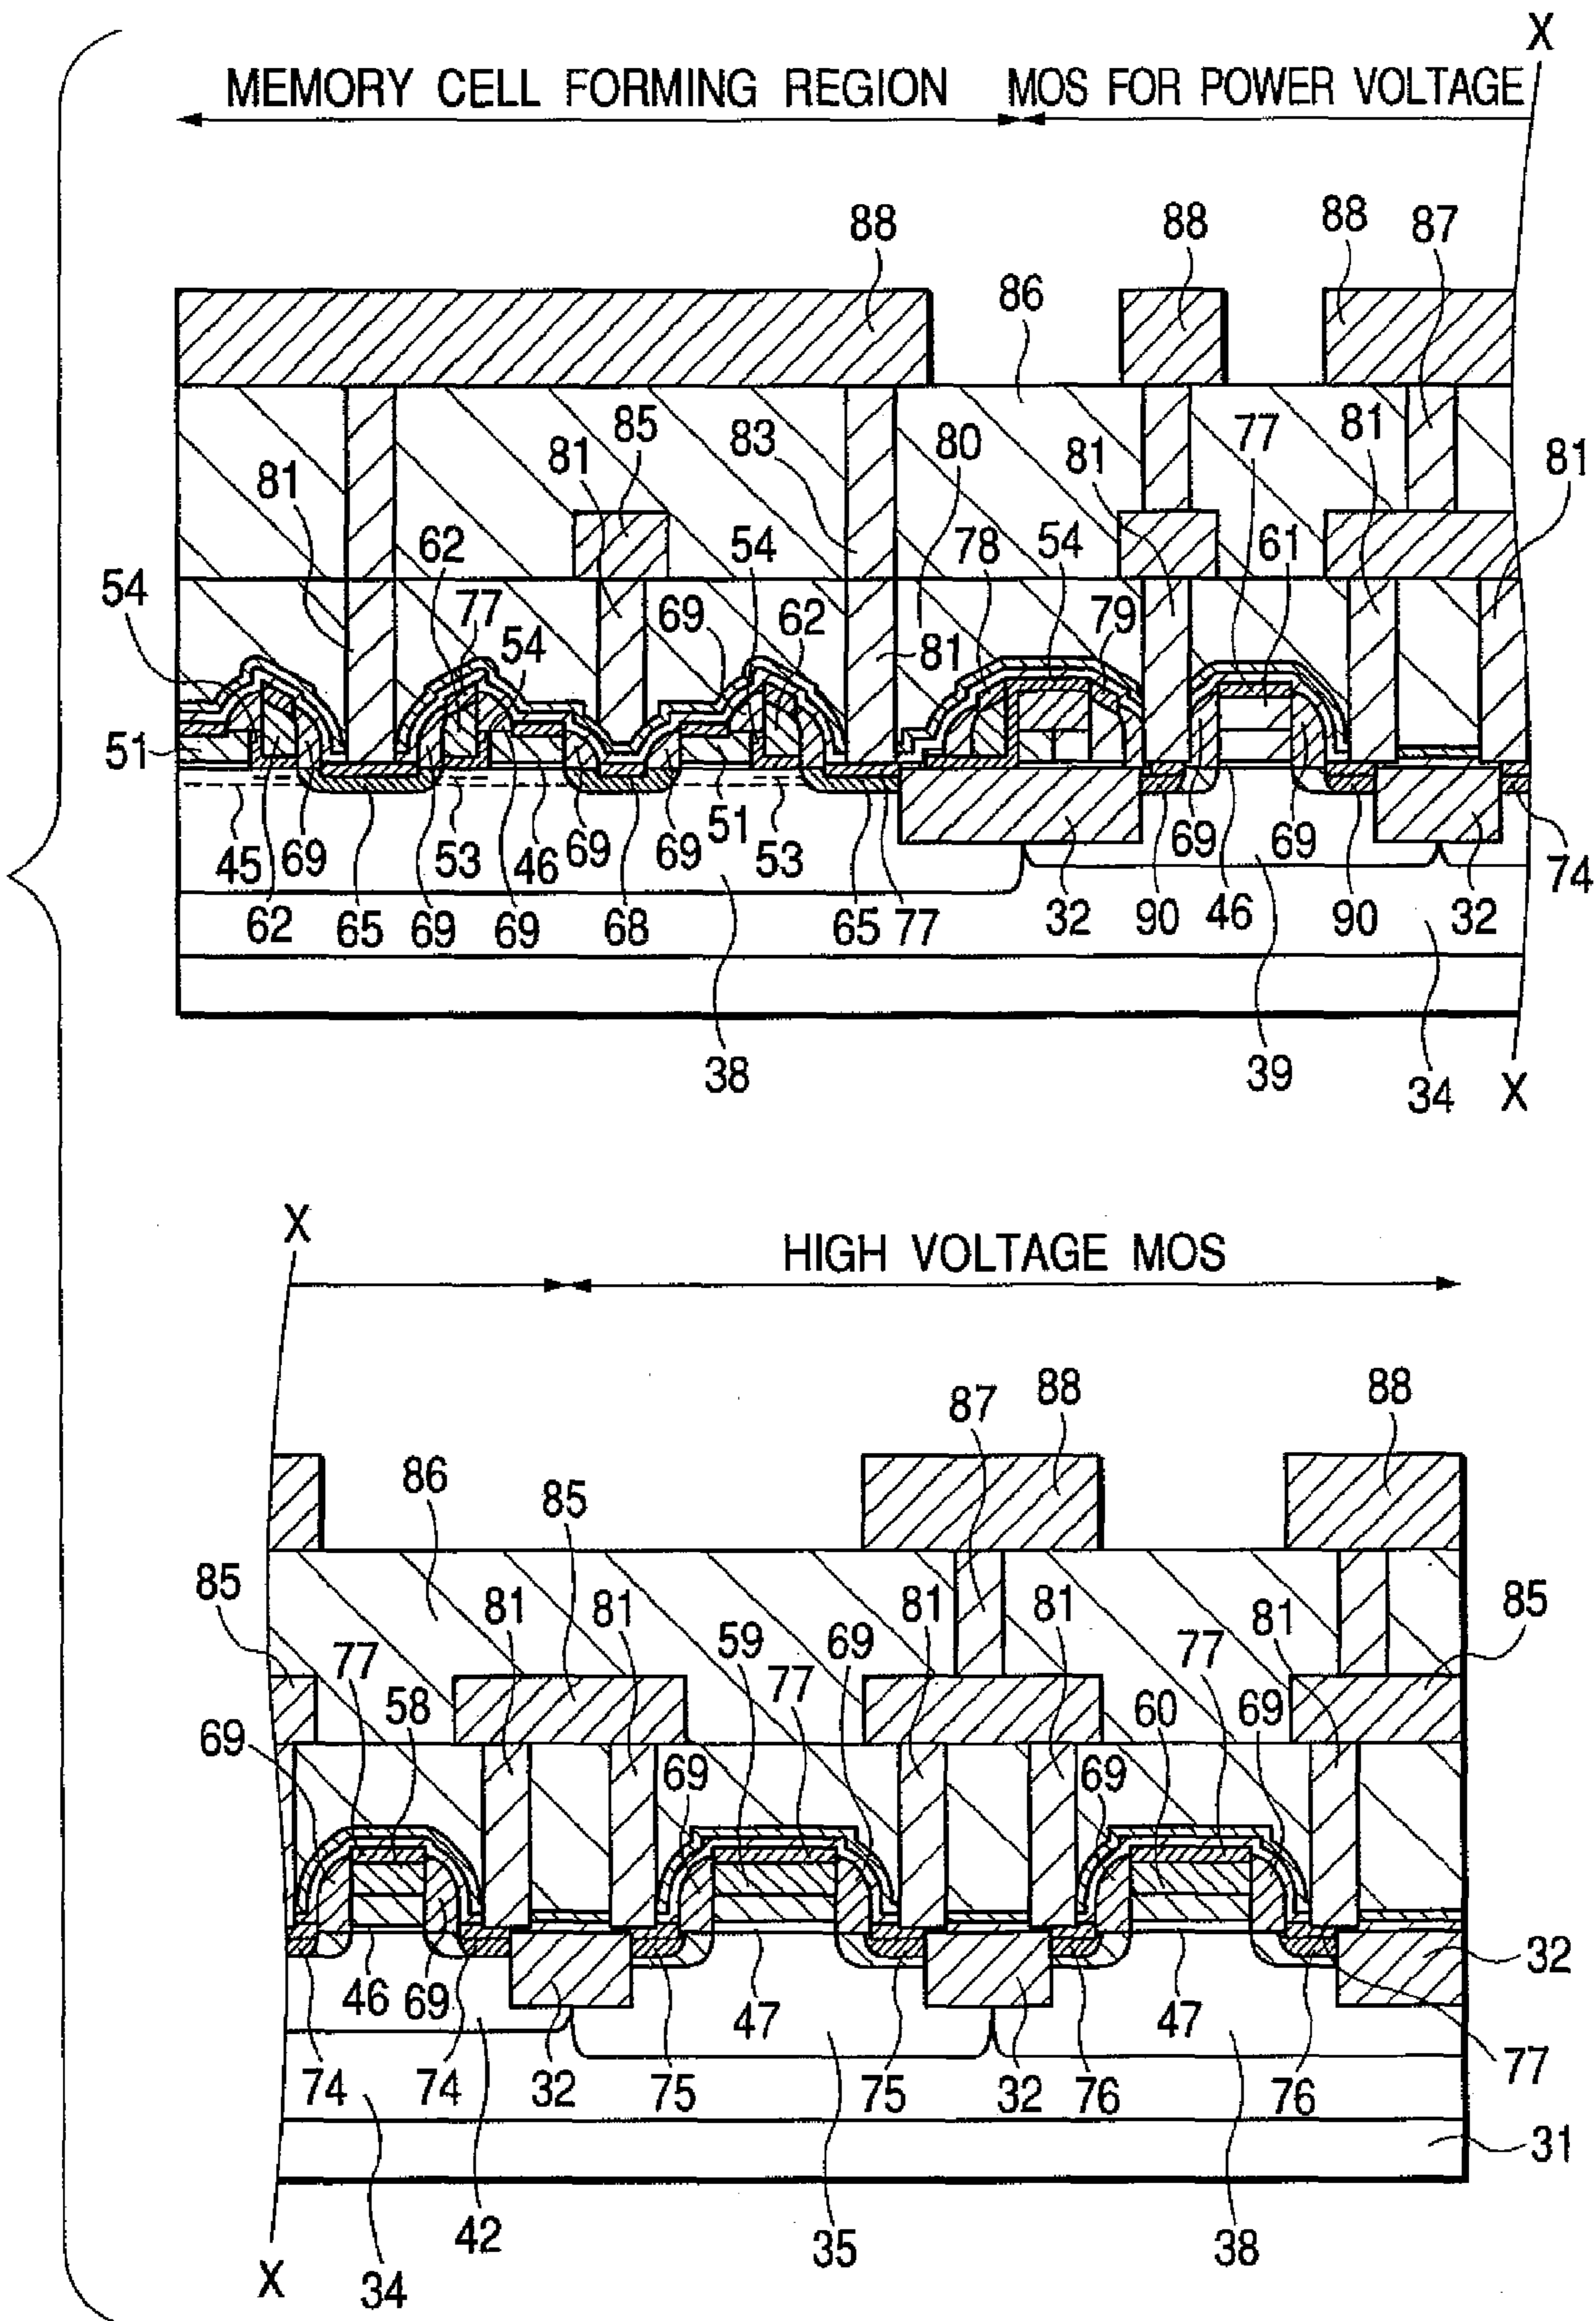 X
MEMORY CELL FORMING REGION MOS FOR POWER VOLTAGE
88 88 88 87
86
81 62 81 85 83 80 81 77 81 81
54 77 54 69 54 62 81 78 54 79 61
51
45 69 53 46 69 69 51 53 69 69 74
62 65 69 69 68 65 77 32 90 46 90 32
38 39 34 X
X
HIGH VOLTAGE MOS
87 88 88
86 85
85 81 81 81 81 81 85
77 58 59 77 69 60 77 69
69 69 69
46 69 47 47 32
74 74 32 75 75 32 76 76 77
31
42 35 38
X 34